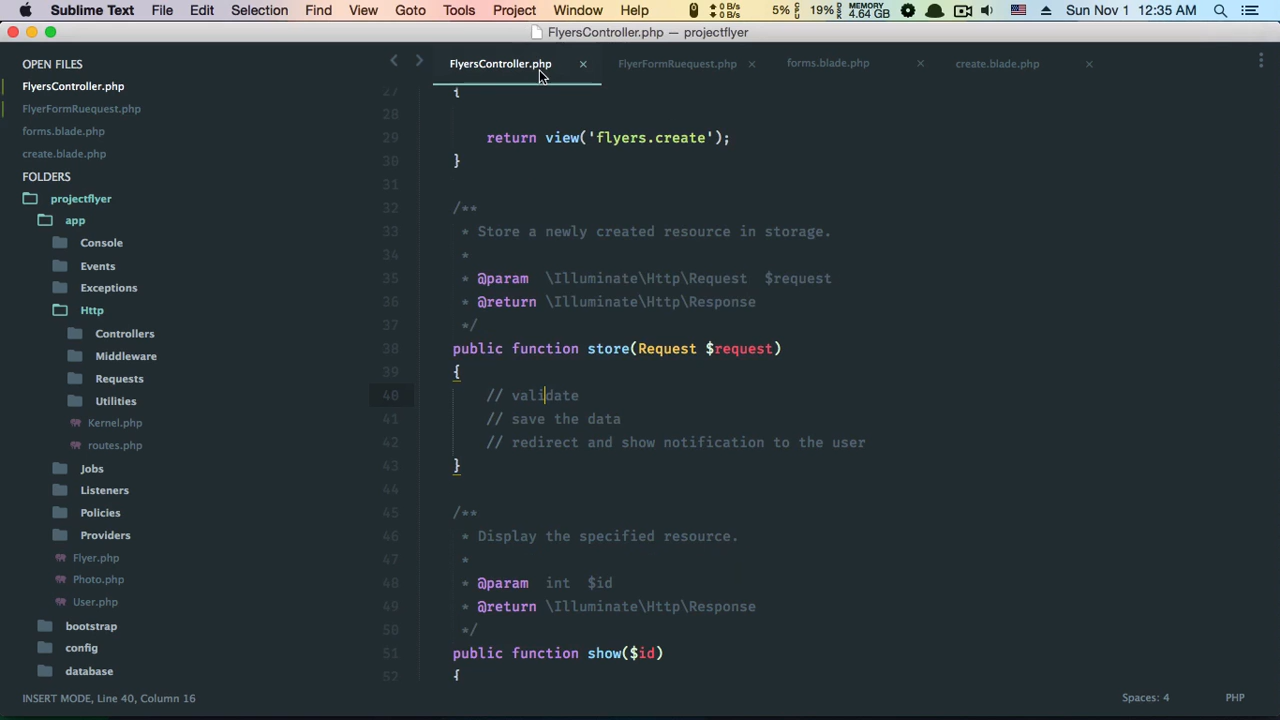 Sublime Text File Edit Selection Find View Goto Tools Project Window Help 0 B/s 0 B/s 5% CPU 19% MEMORY 4.64 GB Sun Nov 1 12:35 AM
FlyersController.php — projectflyer
OPEN FILES
FlyersController.php
FlyerFormRuequest.php
forms.blade.php
create.blade.php
FOLDERS
projectflyer
app
Console
Events
Exceptions
Http
Controllers
Middleware
Requests
Utilities
Kernel.php
routes.php
Jobs
Listeners
Policies
Providers
Flyer.php
Photo.php
User.php
bootstrap
config
database
FlyersController.php × FlyerFormRuequest.php × forms.blade.php × create.blade.php ×
27 {
28
29 return view('flyers.create');
30 }
31
32 /**
33 * Store a newly created resource in storage.
34 *
35 * @param \Illuminate\Http\Request $request
36 * @return \Illuminate\Http\Response
37 */
38 public function store(Request $request)
39 {
40 // validate
41 // save the data
42 // redirect and show notification to the user
43 }
44
45 /**
46 * Display the specified resource.
47 *
48 * @param int $id
49 * @return \Illuminate\Http\Response
50 */
51 public function show($id)
52 {
INSERT MODE, Line 40, Column 16 Spaces: 4 PHP